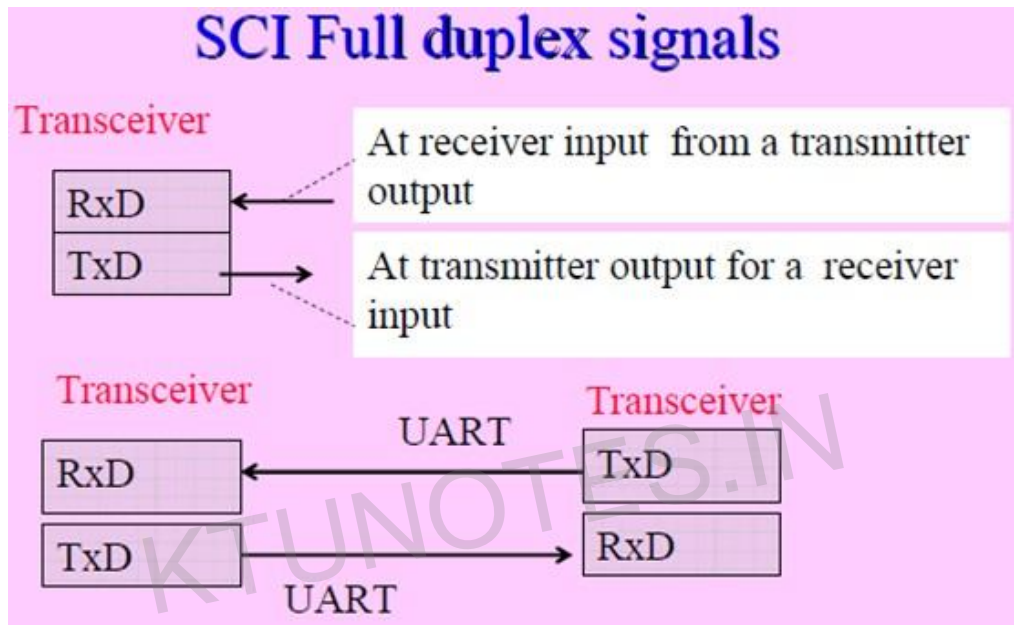 SCI Full duplex signals
Transceiver
At receiver input from a transmitter
output
RxD
TxD
At transmitter output for a receiver
input
Transceiver
Transceiver
UART
RxD
TxD
TxD
RxD
UART
KTUNOTES.IN